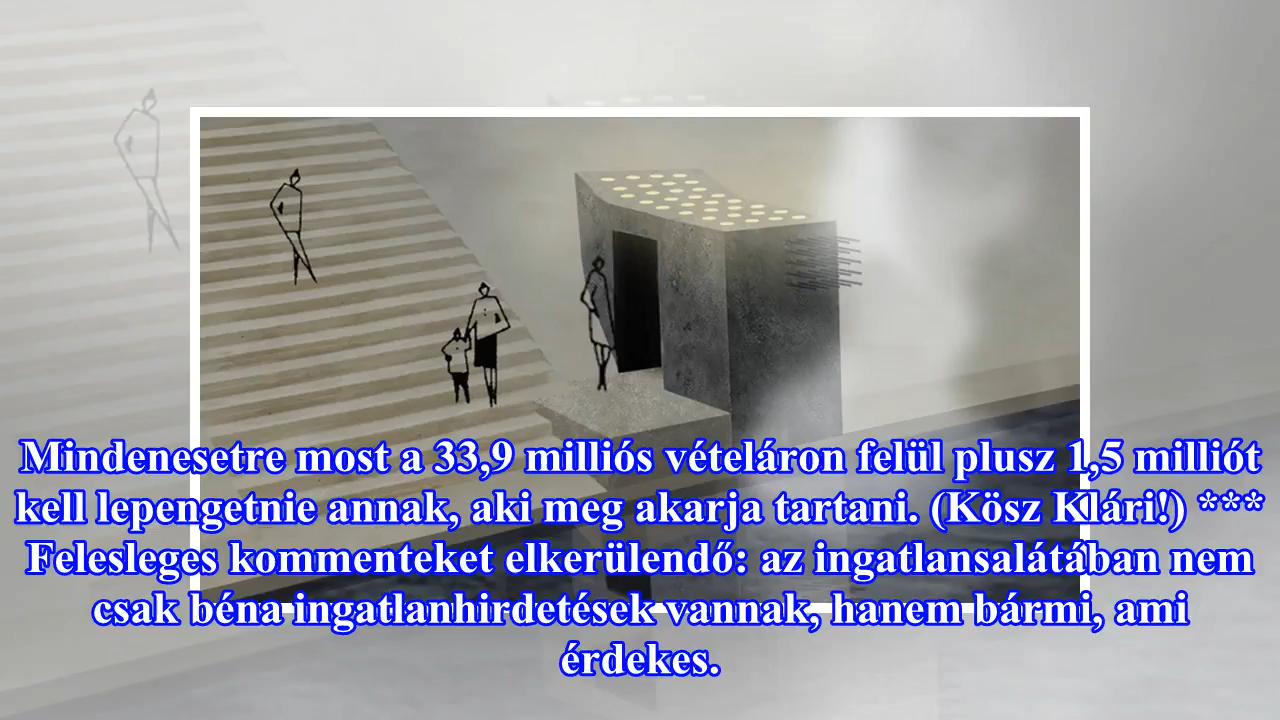 Mindenesetre most a 33,9 milliós vételáron felül plusz 1,5 milliót
kell lepengetnie annak, aki meg akarja tartani. (Kösz Klári!) ***
Felesleges kommenteket elkerülendő: az ingatlansalátában nem
csak béna ingatlanhirdetések vannak, hanem bármi, ami
érdekes.